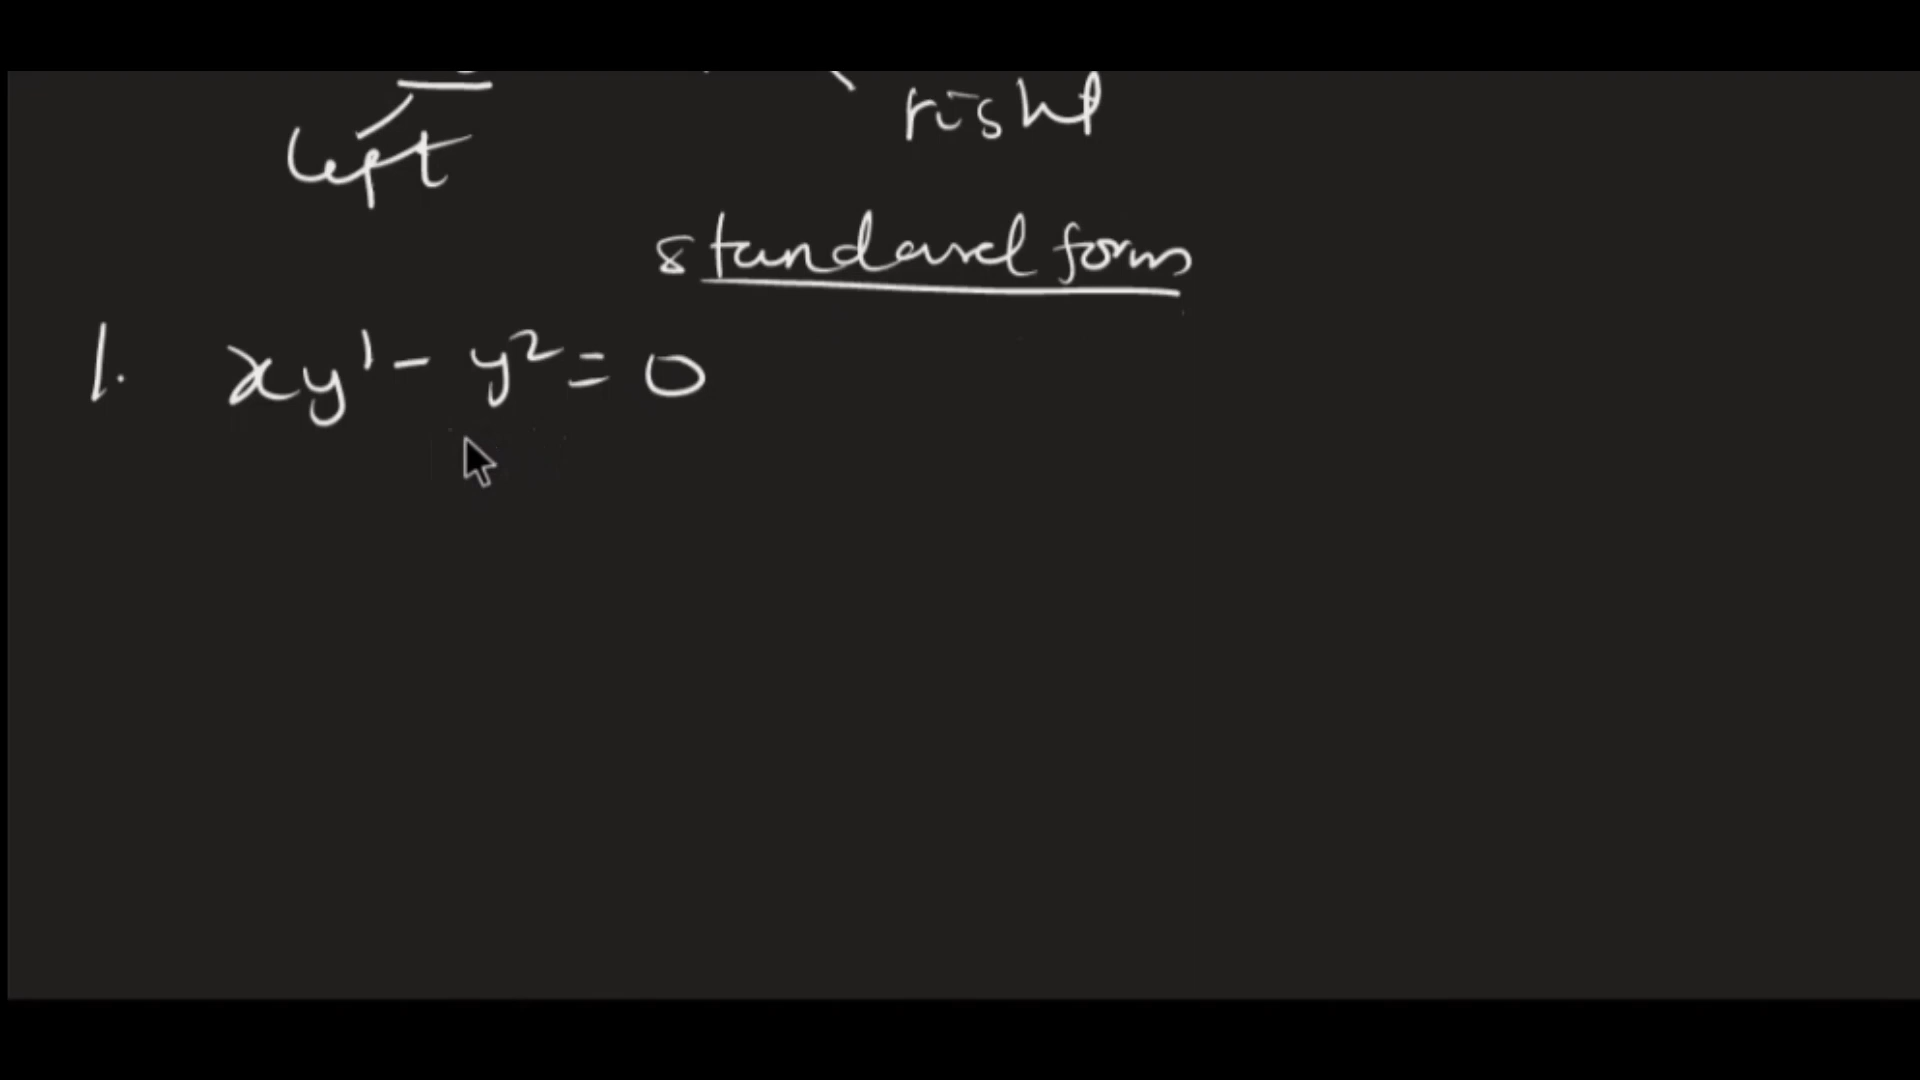 right
left
standard form
1. xy' - y² = 0